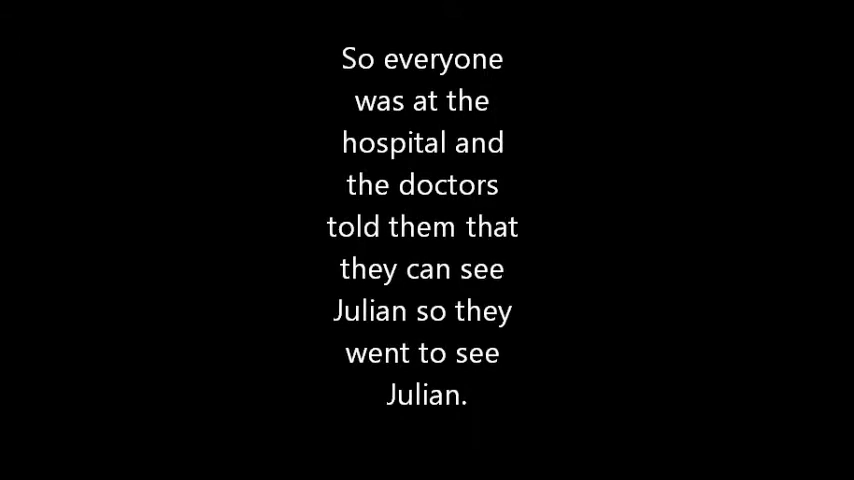 So everyone
was at the
hospital and
the doctors
told them that
they can see
Julian so they
went to see
Julian.